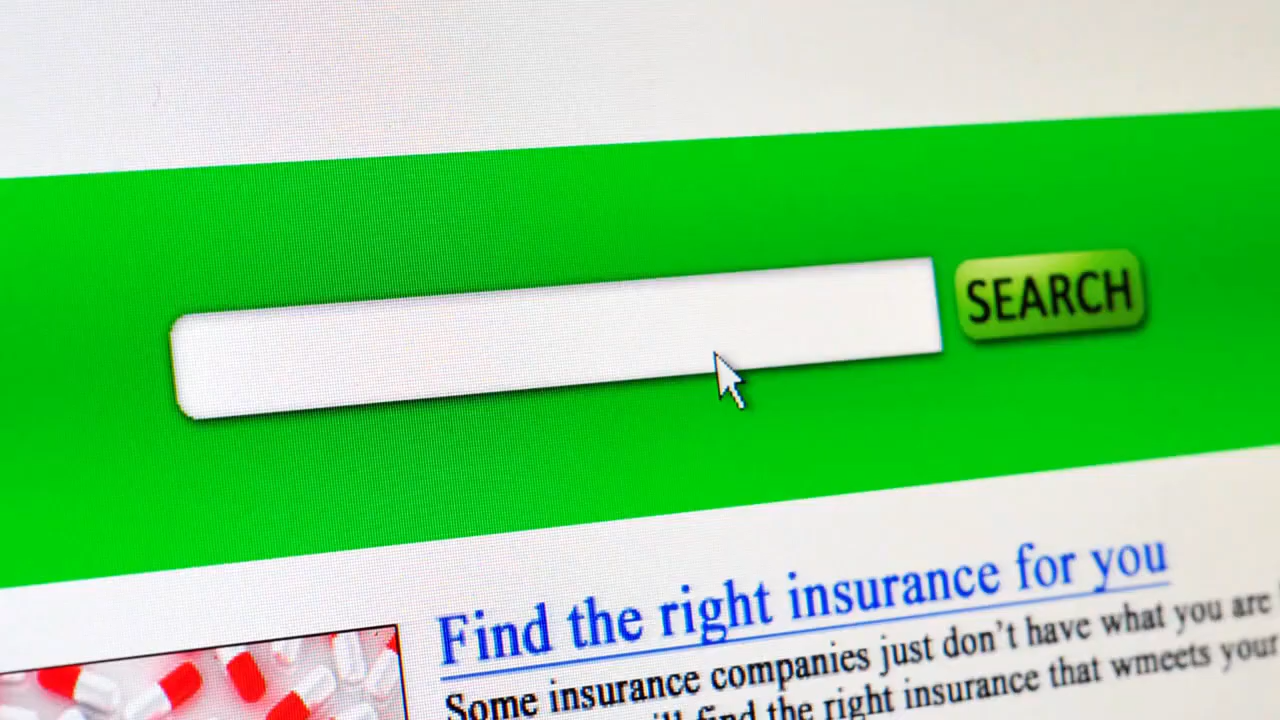 SEARCH
Find the right insurance for you
Some insurance companies just don't have what you are
will find the right insurance that wmeets your